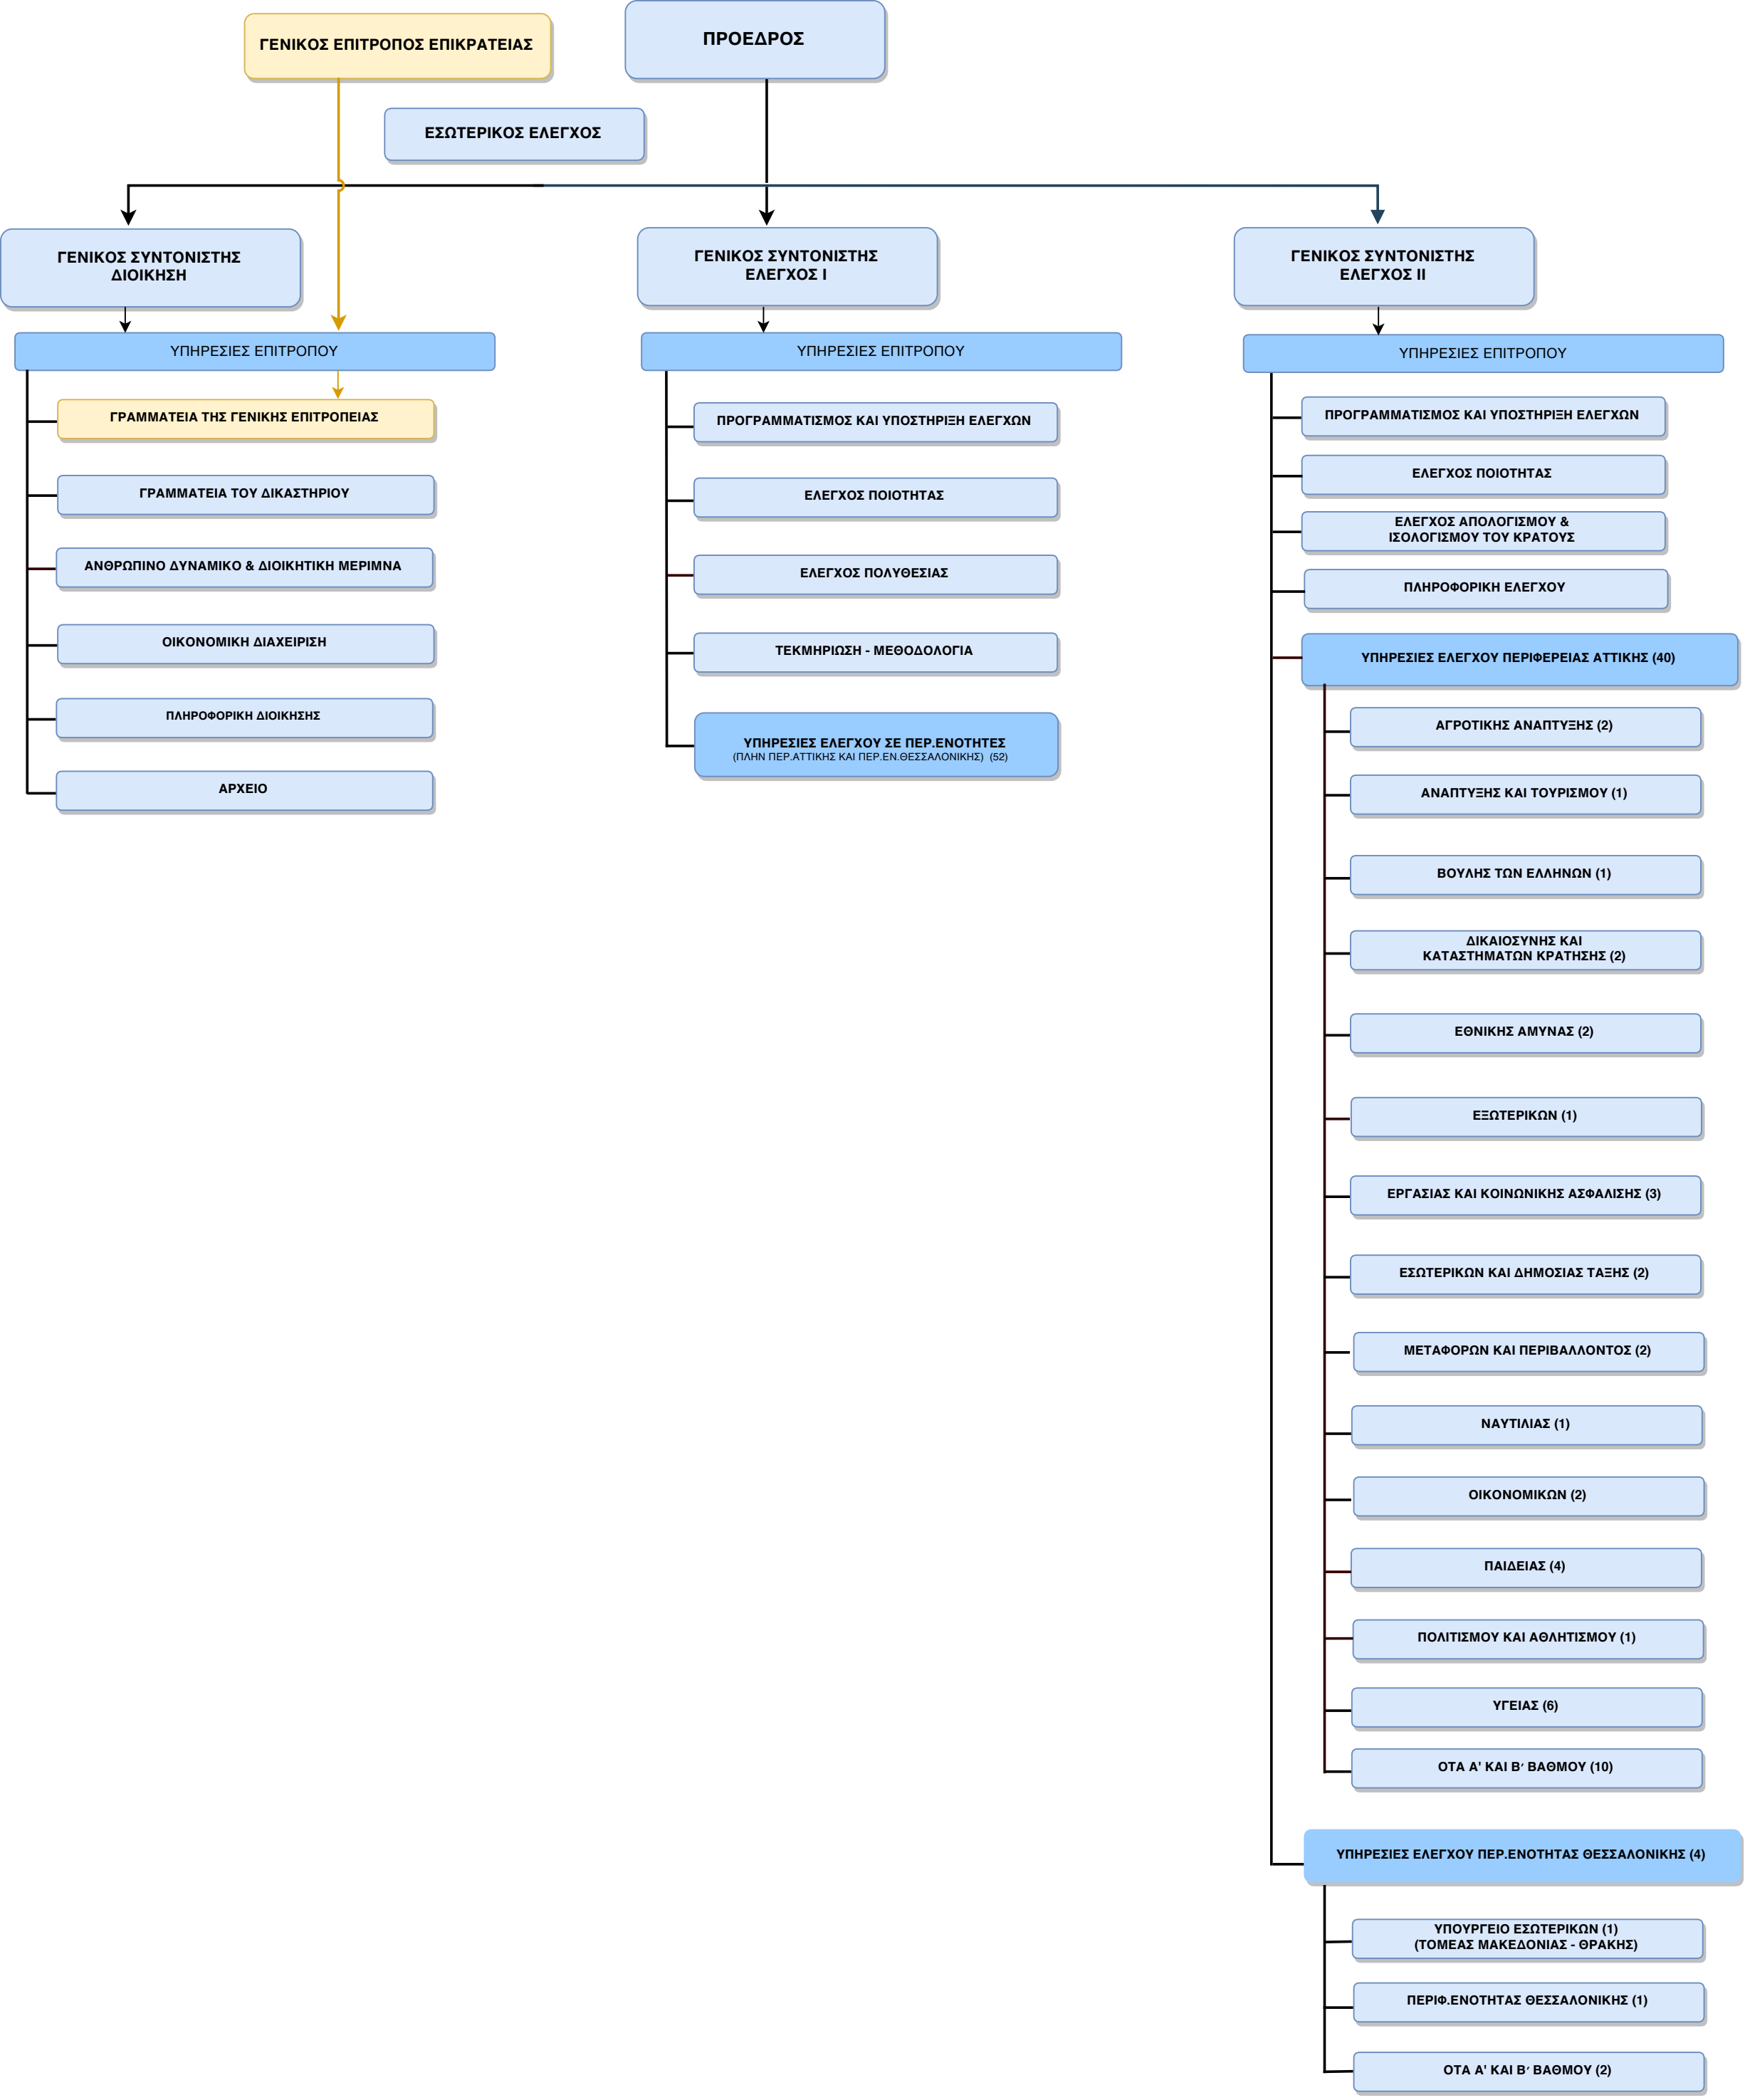 ΓΕΝΙΚΟΣ ΕΠΙΤΡΟΠΟΣ ΕΠΙΚΡΑΤΕΙΑΣ
ΠΡΟΕΔΡΟΣ
ΕΣΩΤΕΡΙΚΟΣ ΕΛΕΓΧΟΣ
ΓΕΝΙΚΟΣ ΣΥΝΤΟΝΙΣΤΗΣ
ΔΙΟΙΚΗΣΗ
ΥΠΗΡΕΣΙΕΣ ΕΠΙΤΡΟΠΟΥ
ΓΡΑΜΜΑΤΕΙΑ ΤΗΣ ΓΕΝΙΚΗΣ ΕΠΙΤΡΟΠΕΙΑΣ
ΓΡΑΜΜΑΤΕΙΑ ΤΟΥ ΔΙΚΑΣΤΗΡΙΟΥ
ΑΝΘΡΩΠΙΝΟ ΔΥΝΑΜΙΚΟ & ΔΙΟΙΚΗΤΙΚΗ ΜΕΡΙΜΝΑ
ΟΙΚΟΝΟΜΙΚΗ ΔΙΑΧΕΙΡΙΣΗ
ΠΛΗΡΟΦΟΡΙΚΗ ΔΙΟΙΚΗΣΗΣ
ΑΡΧΕΙΟ
ΓΕΝΙΚΟΣ ΣΥΝΤΟΝΙΣΤΗΣ
ΕΛΕΓΧΟΣ Ι
ΥΠΗΡΕΣΙΕΣ ΕΠΙΤΡΟΠΟΥ
ΠΡΟΓΡΑΜΜΑΤΙΣΜΟΣ ΚΑΙ ΥΠΟΣΤΗΡΙΞΗ ΕΛΕΓΧΩΝ
ΕΛΕΓΧΟΣ ΠΟΙΟΤΗΤΑΣ
ΕΛΕΓΧΟΣ ΠΟΛΥΘΕΣΙΑΣ
ΤΕΚΜΗΡΙΩΣΗ - ΜΕΘΟΔΟΛΟΓΙΑ
ΥΠΗΡΕΣΙΕΣ ΕΛΕΓΧΟΥ ΣΕ ΠΕΡ.ΕΝΟΤΗΤΕΣ
(ΠΛΗΝ ΠΕΡ.ΑΤΤΙΚΗΣ ΚΑΙ ΠΕΡ.ΕΝ.ΘΕΣΣΑΛΟΝΙΚΗΣ) (52)
ΓΕΝΙΚΟΣ ΣΥΝΤΟΝΙΣΤΗΣ
ΕΛΕΓΧΟΣ ΙΙ
ΥΠΗΡΕΣΙΕΣ ΕΠΙΤΡΟΠΟΥ
ΠΡΟΓΡΑΜΜΑΤΙΣΜΟΣ ΚΑΙ ΥΠΟΣΤΗΡΙΞΗ ΕΛΕΓΧΩΝ
ΕΛΕΓΧΟΣ ΠΟΙΟΤΗΤΑΣ
ΕΛΕΓΧΟΣ ΑΠΟΛΟΓΙΣΜΟΥ &
ΙΣΟΛΟΓΙΣΜΟΥ ΤΟΥ ΚΡΑΤΟΥΣ
ΠΛΗΡΟΦΟΡΙΚΗ ΕΛΕΓΧΟΥ
ΥΠΗΡΕΣΙΕΣ ΕΛΕΓΧΟΥ ΠΕΡΙΦΕΡΕΙΑΣ ΑΤΤΙΚΗΣ (40)
ΑΓΡΟΤΙΚΗΣ ΑΝΑΠΤΥΞΗΣ (2)
ΑΝΑΠΤΥΞΗΣ ΚΑΙ ΤΟΥΡΙΣΜΟΥ (1)
ΒΟΥΛΗΣ ΤΩΝ ΕΛΛΗΝΩΝ (1)
ΔΙΚΑΙΟΣΥΝΗΣ ΚΑΙ
ΚΑΤΑΣΤΗΜΑΤΩΝ ΚΡΑΤΗΣΗΣ (2)
ΕΘΝΙΚΗΣ ΑΜΥΝΑΣ (2)
ΕΞΩΤΕΡΙΚΩΝ (1)
ΕΡΓΑΣΙΑΣ ΚΑΙ ΚΟΙΝΩΝΙΚΗΣ ΑΣΦΑΛΙΣΗΣ (3)
ΕΣΩΤΕΡΙΚΩΝ ΚΑΙ ΔΗΜΟΣΙΑΣ ΤΑΞΗΣ (2)
ΜΕΤΑΦΟΡΩΝ ΚΑΙ ΠΕΡΙΒΑΛΛΟΝΤΟΣ (2)
ΝΑΥΤΙΛΙΑΣ (1)
ΟΙΚΟΝΟΜΙΚΩΝ (2)
ΠΑΙΔΕΙΑΣ (4)
ΠΟΛΙΤΙΣΜΟΥ ΚΑΙ ΑΘΛΗΤΙΣΜΟΥ (1)
ΥΓΕΙΑΣ (6)
ΟΤΑ Α' ΚΑΙ Β′ ΒΑΘΜΟΥ (10)
ΥΠΗΡΕΣΙΕΣ ΕΛΕΓΧΟΥ ΠΕΡ.ΕΝΟΤΗΤΑΣ ΘΕΣΣΑΛΟΝΙΚΗΣ (4)
ΥΠΟΥΡΓΕΙΟ ΕΣΩΤΕΡΙΚΩΝ (1)
(ΤΟΜΕΑΣ ΜΑΚΕΔΟΝΙΑΣ - ΘΡΑΚΗΣ)
ΠΕΡΙΦ.ΕΝΟΤΗΤΑΣ ΘΕΣΣΑΛΟΝΙΚΗΣ (1)
ΟΤΑ Α' ΚΑΙ Β′ ΒΑΘΜΟΥ (2)